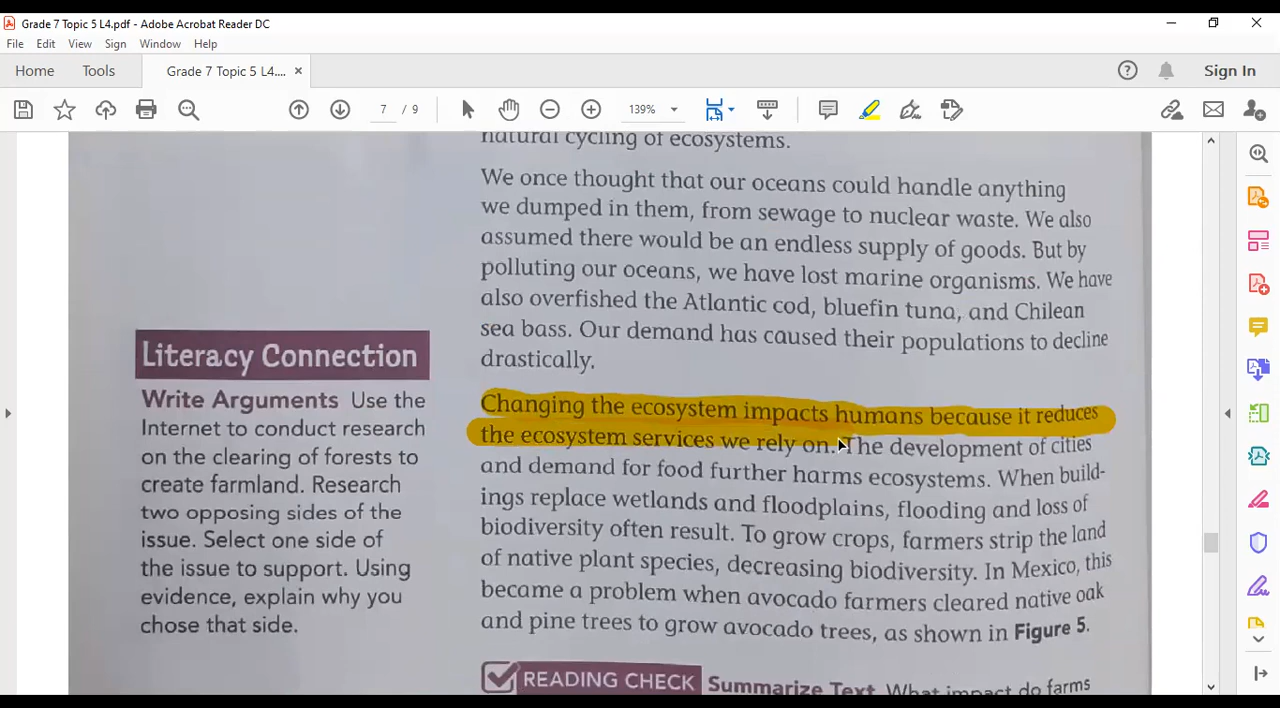 Grade 7 Topic 5 L4.pdf - Adobe Acrobat Reader DC
File Edit View Sign Window Help
Home Tools Grade 7 Topic 5 L4.... × Sign In
7 / 9 139%
natural cycling of ecosystems.
We once thought that our oceans could handle anything
we dumped in them, from sewage to nuclear waste. We also
assumed there would be an endless supply of goods. But by
polluting our oceans, we have lost marine organisms. We have
also overfished the Atlantic cod, bluefin tuna, and Chilean
sea bass. Our demand has caused their populations to decline
drastically.
Literacy Connection
Write Arguments Use the
Internet to conduct research
on the clearing of forests to
create farmland. Research
two opposing sides of the
issue. Select one side of
the issue to support. Using
evidence, explain why you
chose that side.
Changing the ecosystem impacts humans because it reduces
the ecosystem services we rely on. The development of cities
and demand for food further harms ecosystems. When build-
ings replace wetlands and floodplains, flooding and loss of
biodiversity often result. To grow crops, farmers strip the land
of native plant species, decreasing biodiversity. In Mexico, this
became a problem when avocado farmers cleared native oak
and pine trees to grow avocado trees, as shown in Figure 5.
READING CHECK Summarize Text What impact do farms